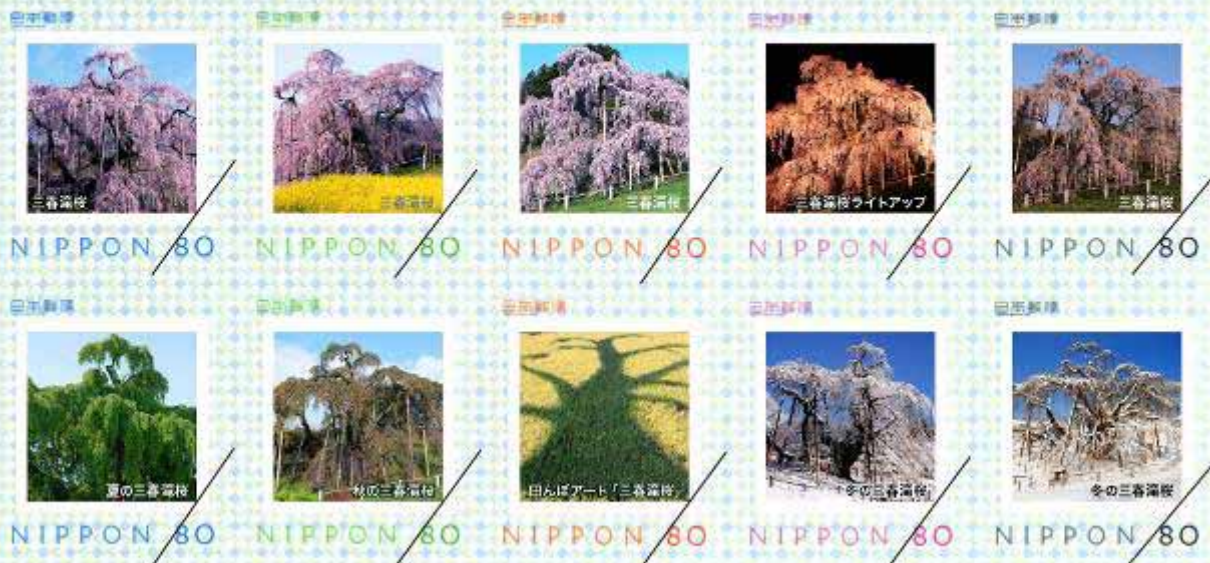 日本郵便 日本郵便 日本郵便 日本郵便 日本郵便
三春滝桜 三春滝桜 三春滝桜 三春滝桜ライトアップ 三春滝桜
NIPPON 80 NIPPON 80 NIPPON 80 NIPPON 80 NIPPON 80
日本郵便 日本郵便 日本郵便 日本郵便 日本郵便
夏の三春滝桜 秋の三春滝桜 田んぼアート「三春滝桜」 冬の三春滝桜 冬の三春滝桜
NIPPON 80 NIPPON 80 NIPPON 80 NIPPON 80 NIPPON 80